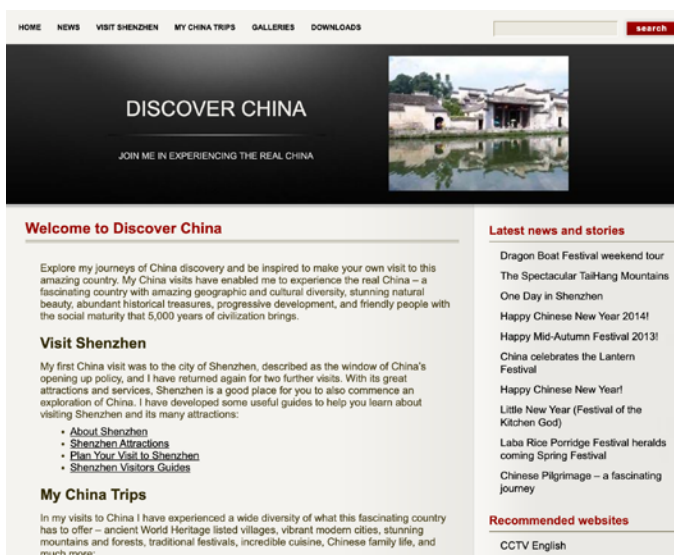 HOME NEWS VISIT SHENZHEN MY CHINA TRIPS GALLERIES DOWNLOADS search
DISCOVER CHINA
JOIN ME IN EXPERIENCING THE REAL CHINA
Welcome to Discover China
Explore my journeys of China discovery and be inspired to make your own visit to this
amazing country. My China visits have enabled me to experience the real China – a
fascinating country with amazing geographic and cultural diversity, stunning natural
beauty, abundant historical treasures, progressive development, and friendly people with
the social maturity that 5,000 years of civilization brings.
Visit Shenzhen
My first China visit was to the city of Shenzhen, described as the window of China's
opening up policy, and I have returned again for two further visits. With its great
attractions and services, Shenzhen is a good place for you to also commence an
exploration of China. I have developed some useful guides to help you learn about
visiting Shenzhen and its many attractions:
• About Shenzhen
• Shenzhen Attractions
• Plan Your Visit to Shenzhen
• Shenzhen Visitors Guides
My China Trips
In my visits to China I have experienced a wide diversity of what this fascinating country
has to offer – ancient World Heritage listed villages, vibrant modern cities, stunning
mountains and forests, traditional festivals, incredible cuisine, Chinese family life, and
much more:
Latest news and stories
Dragon Boat Festival weekend tour
The Spectacular TaiHang Mountains
One Day in Shenzhen
Happy Chinese New Year 2014!
Happy Mid-Autumn Festival 2013!
China celebrates the Lantern
Festival
Happy Chinese New Year!
Little New Year (Festival of the
Kitchen God)
Laba Rice Porridge Festival heralds
coming Spring Festival
Chinese Pilgrimage – a fascinating
journey
Recommended websites
CCTV English